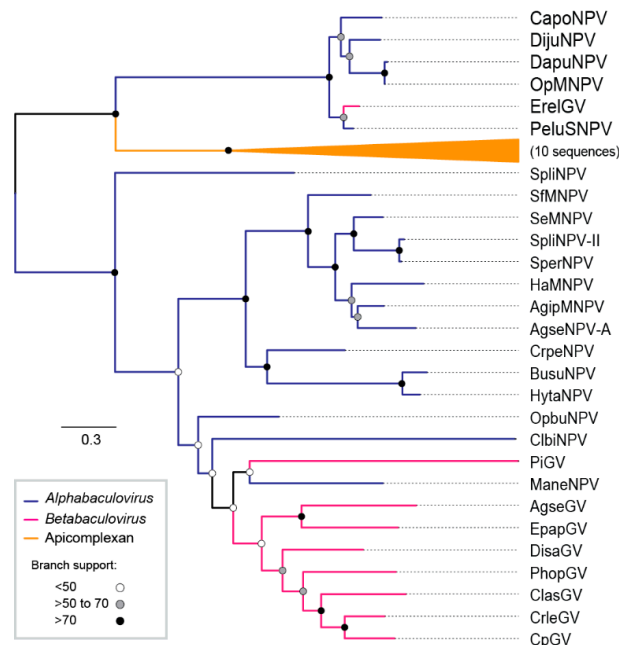 CapoNPV
DijuNPV
DapuNPV
OpMNPV
ErelGV
PeluSNPV
(10 sequences)
SpliNPV
SfMNPV
SeMNPV
SpliNPV-II
SperNPV
HaMNPV
AgipMNPV
AgseNPV-A
CrpeNPV
BusuNPV
HytaNPV
OpbuNPV
ClbiNPV
PiGV
ManeNPV
AgseGV
EpapGV
DisaGV
PhopGV
ClasGV
CrleGV
CpGV
0.3
Alphabaculovirus
Betabaculovirus
Apicomplexan
Branch support:
<50
>50 to 70
>70